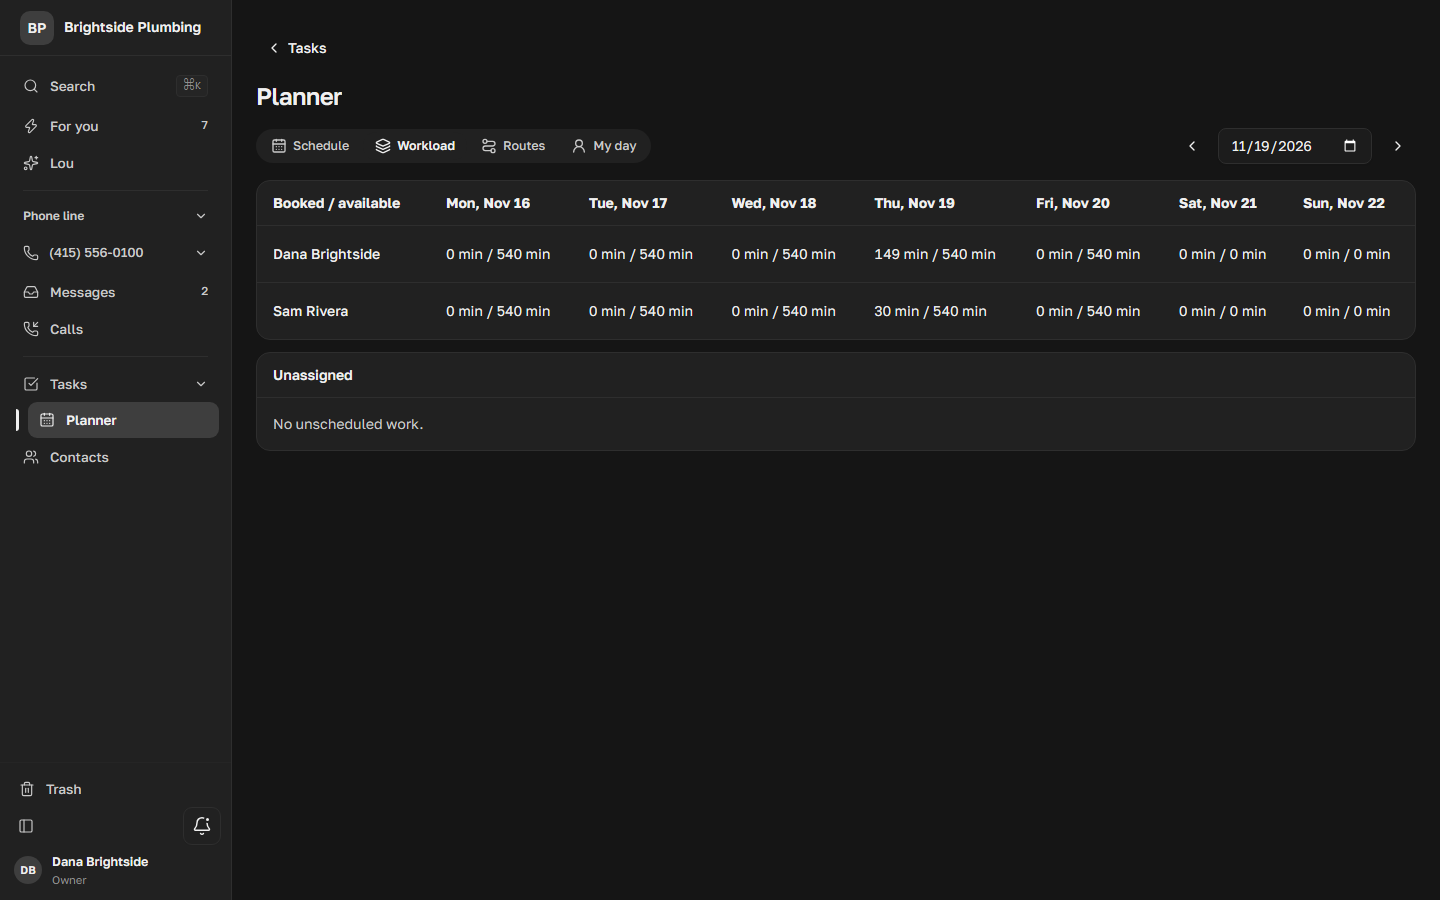 BP Brightside Plumbing
Search ⌘K
For you 7
Lou
Phone line
(415) 556-0100
Messages 2
Calls
Tasks
Planner
Contacts
Trash
DB Dana Brightside
Owner
Tasks
Planner
Schedule Workload Routes My day 11/19/2026
Booked / available Mon, Nov 16 Tue, Nov 17 Wed, Nov 18 Thu, Nov 19 Fri, Nov 20 Sat, Nov 21 Sun, Nov 22
Dana Brightside 0 min / 540 min 0 min / 540 min 0 min / 540 min 149 min / 540 min 0 min / 540 min 0 min / 0 min 0 min / 0 min
Sam Rivera 0 min / 540 min 0 min / 540 min 0 min / 540 min 30 min / 540 min 0 min / 540 min 0 min / 0 min 0 min / 0 min
Unassigned
No unscheduled work.